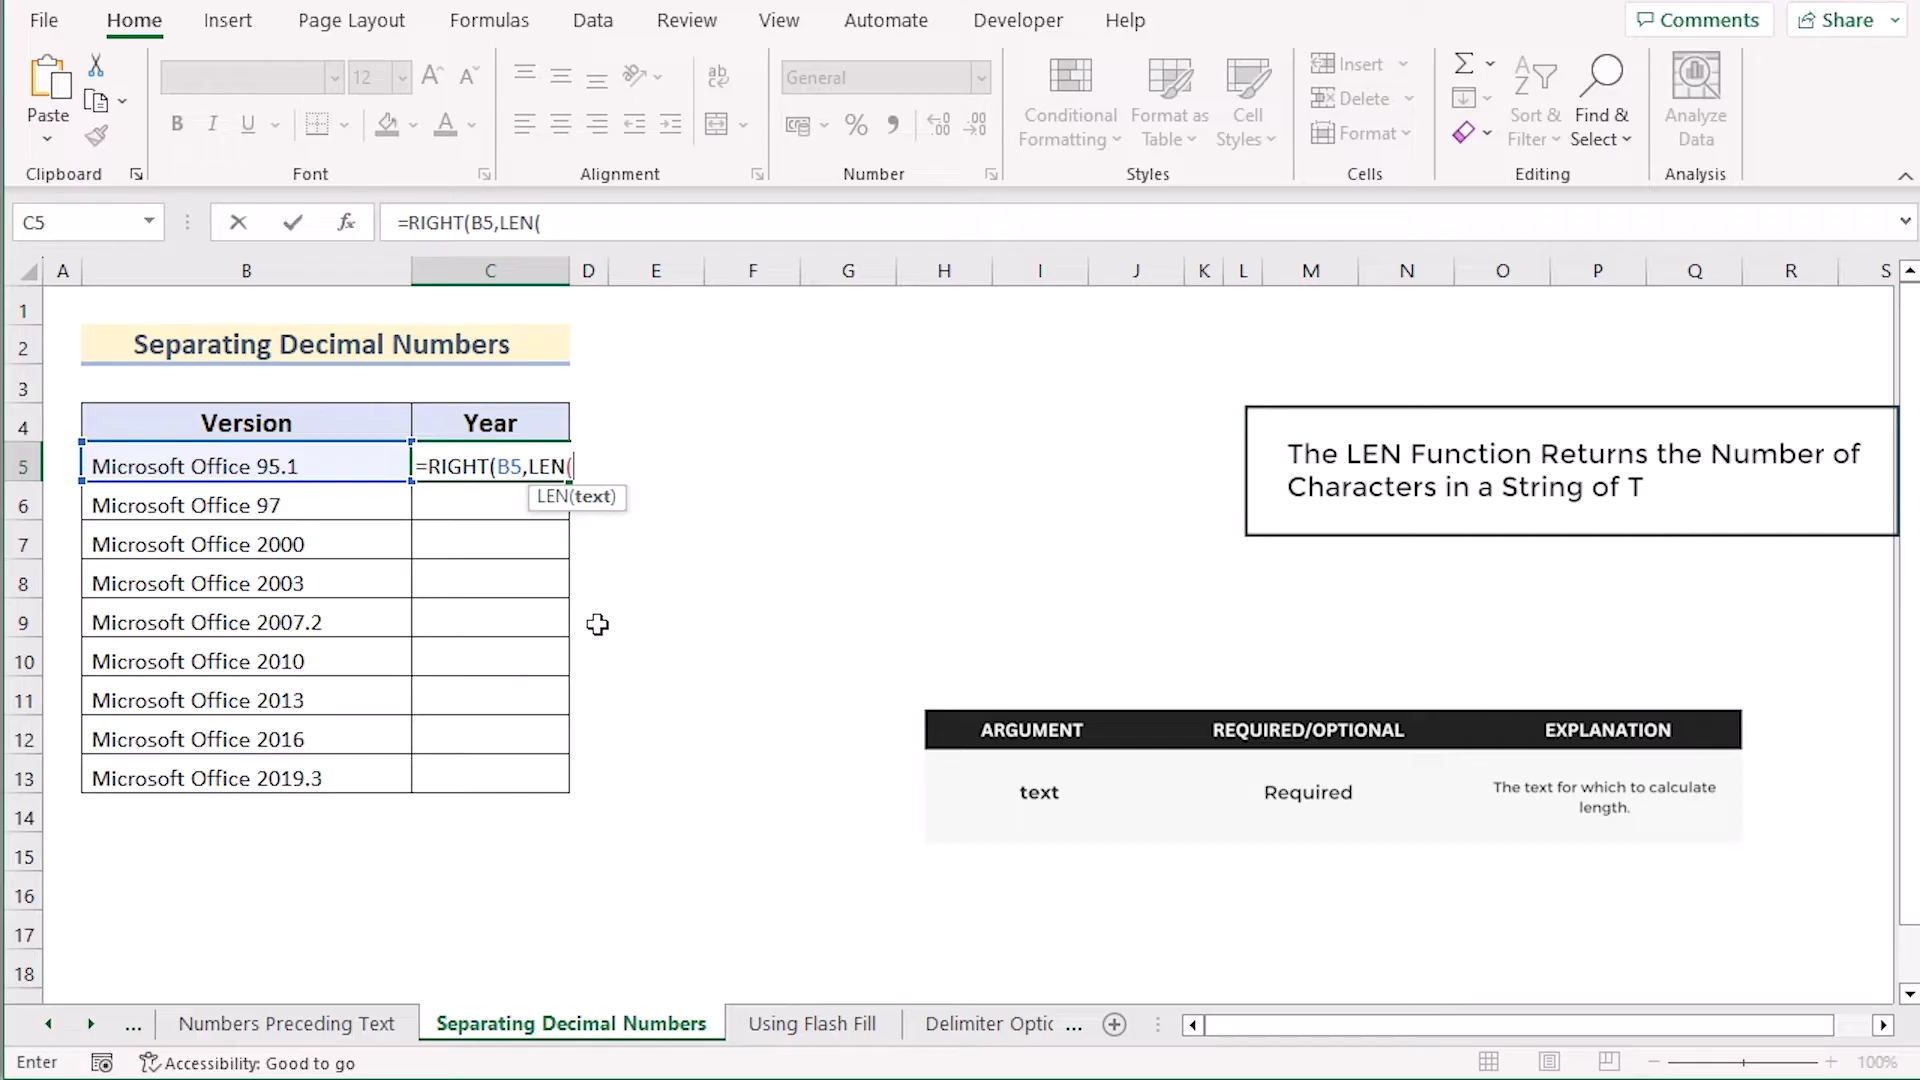 File Home Insert Page Layout Formulas Data Review View Automate Developer Help Comments Share
Paste
12
General
B I U
Conditional Formatting
Format as Table
Cell Styles
Insert
Delete
Format
Sort & Filter
Find & Select
Analyze Data
Clipboard Font Alignment Number Styles Cells Editing Analysis
C5 fx =RIGHT(B5,LEN(
A B C D E F G H I J K L M N O P Q R S
1
2 Separating Decimal Numbers
3
4 Version Year
5 Microsoft Office 95.1 =RIGHT(B5,LEN(
LEN(text)
6 Microsoft Office 97
7 Microsoft Office 2000
8 Microsoft Office 2003
9 Microsoft Office 2007.2
10 Microsoft Office 2010
11 Microsoft Office 2013
12 Microsoft Office 2016
13 Microsoft Office 2019.3
14
15
16
17
18
The LEN Function Returns the Number of
Characters in a String of T
ARGUMENT REQUIRED/OPTIONAL EXPLANATION
text Required The text for which to calculate
length.
... Numbers Preceding Text Separating Decimal Numbers Using Flash Fill Delimiter Optic ...
Enter Accessibility: Good to go 100%